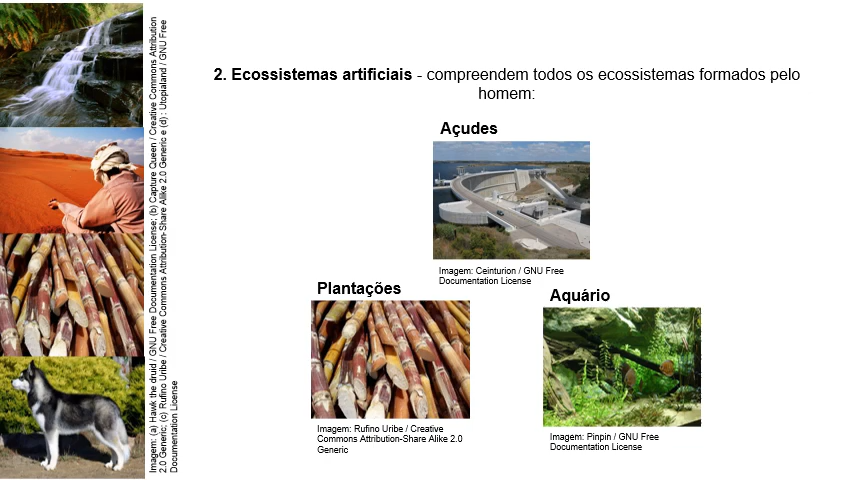 2. Ecossistemas artificiais - compreendem todos os ecossistemas formados pelo
homem:
Açudes
Imagem: Ceinturion / GNU Free
Documentation License
Plantações
Imagem: Rufino Uribe / Creative
Commons Attribution-Share Alike 2.0
Generic
Aquário
Imagem: Pinpin / GNU Free
Documentation License
Imagem: (a) Hawk the druid / GNU Free Documentation License; (b) Capture Queen / Creative Commons Attribution
2.0 Generic; (c) Rufino Uribe / Creative Commons Attribution-Share Alike 2.0 Generic e (d) : Utopialand / GNU Free
Documentation License